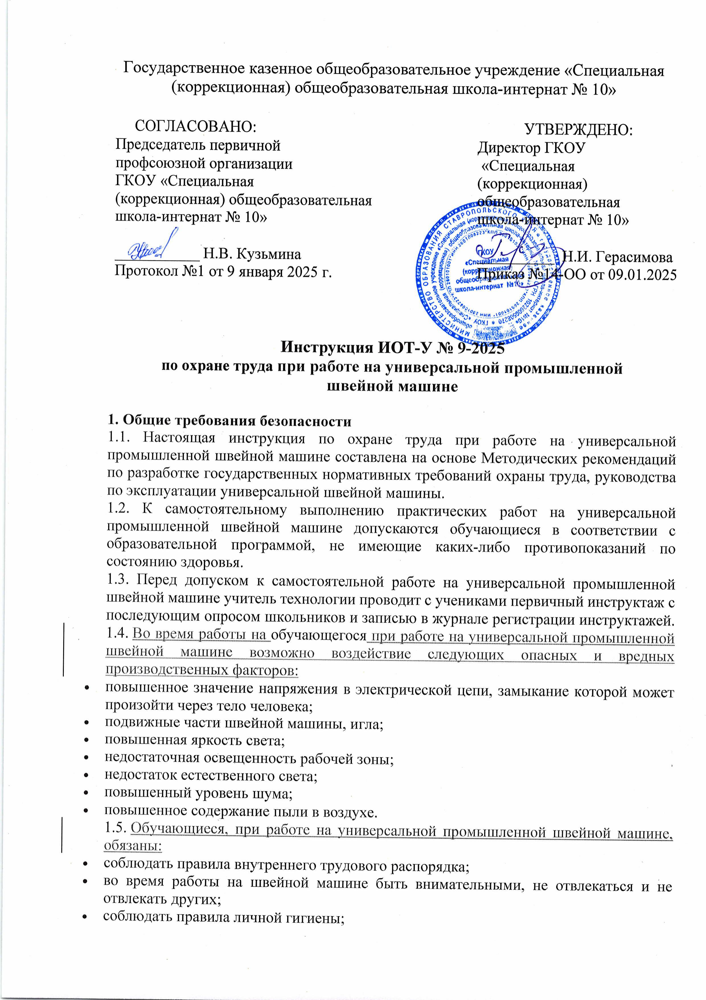 Государственное казенное общеобразовательное учреждение «Специальная
(коррекционная) общеобразовательная школа-интернат № 10»
СОГЛАСОВАНО:
Председатель первичной
профсоюзной организации
ГКОУ «Специальная
(коррекционная) общеобразовательная
школа-интернат № 10»
Н.В. Кузьмина
Протокол №1 от 9 января 2025 г.
УТВЕРЖДЕНО:
Директор ГКОУ
«Специальная
(коррекционная)
общеобразовательная
школа-интернат № 10»
Н.И. Герасимова
Приказ №14-ОО от 09.01.2025
МИНИСТЕРСТВО ОБРАЗОВАНИЯ СТАВРОПОЛЬСКОГО КРАЯ
ГКОУ
«Специальная
(коррекционная)
общеобразовательная
школа-интернат №10»
Инструкция ИОТ-У № 9-2025
по охране труда при работе на универсальной промышленной
швейной машине
1. Общие требования безопасности
1.1. Настоящая инструкция по охране труда при работе на универсальной
промышленной швейной машине составлена на основе Методических рекомендаций
по разработке государственных нормативных требований охраны труда, руководства
по эксплуатации универсальной швейной машины.
1.2. К самостоятельному выполнению практических работ на универсальной
промышленной швейной машине допускаются обучающиеся в соответствии с
образовательной программой, не имеющие каких-либо противопоказаний по
состоянию здоровья.
1.3. Перед допуском к самостоятельной работе на универсальной промышленной
швейной машине учитель технологии проводит с учениками первичный инструктаж с
последующим опросом школьников и записью в журнале регистрации инструктажей.
1.4. Во время работы на обучающегося при работе на универсальной промышленной
швейной машине возможно воздействие следующих опасных и вредных
производственных факторов:
• повышенное значение напряжения в электрической цепи, замыкание которой может
произойти через тело человека;
• подвижные части швейной машины, игла;
• повышенная яркость света;
• недостаточная освещенность рабочей зоны;
• недостаток естественного света;
• повышенный уровень шума;
• повышенное содержание пыли в воздухе.
1.5. Обучающиеся, при работе на универсальной промышленной швейной машине,
обязаны:
• соблюдать правила внутреннего трудового распорядка;
• во время работы на швейной машине быть внимательными, не отвлекаться и не
отвлекать других;
• соблюдать правила личной гигиены;